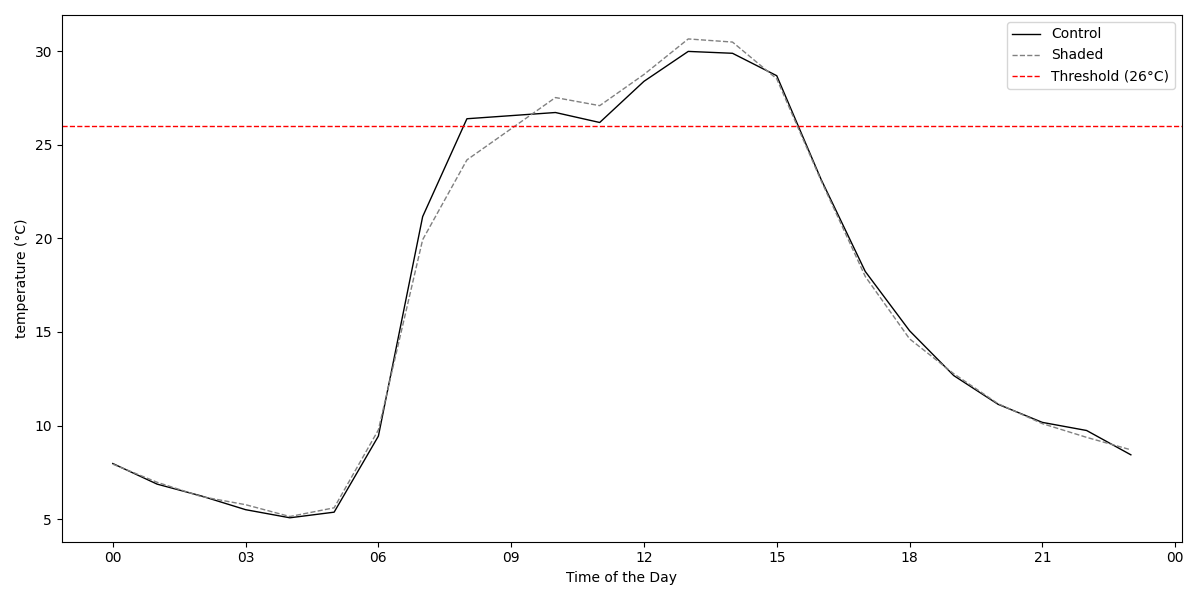 Control
Shaded
Threshold (26°C)
30
25
20
15
10
5
temperature (°C)
00 03 06 09 12 15 18 21 00
Time of the Day